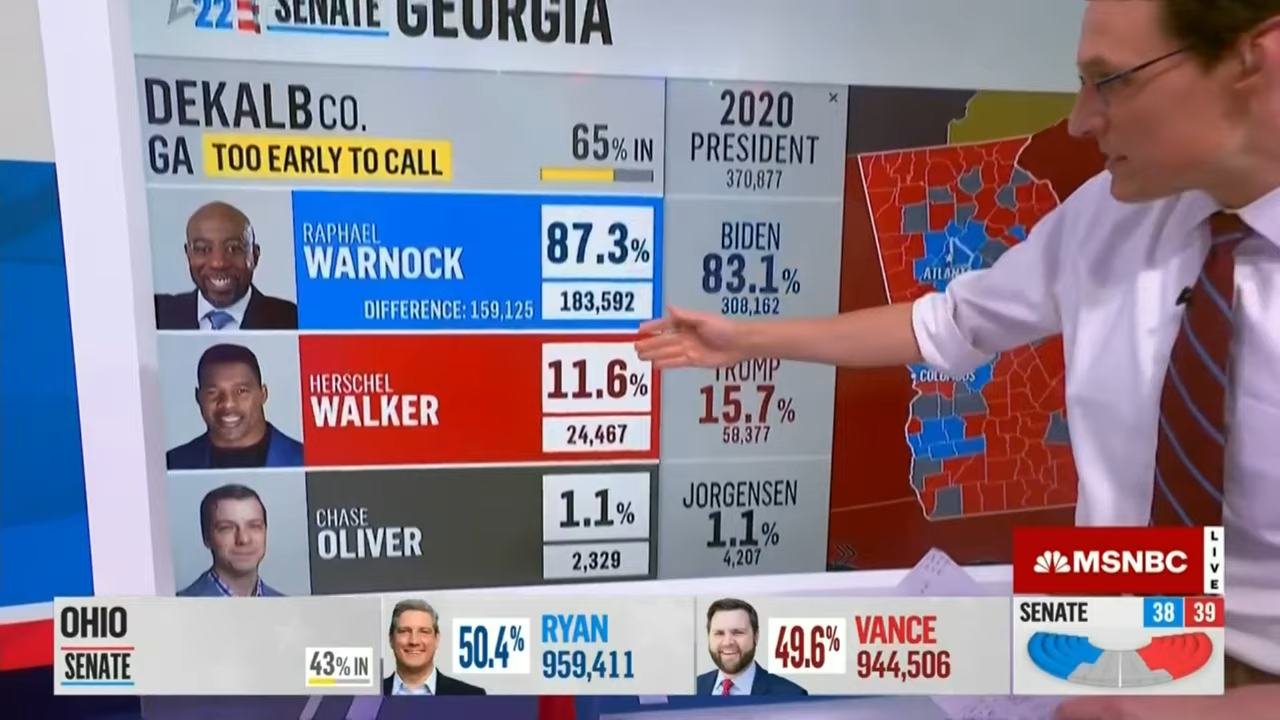 22 SENATE GEORGIA
DEKALB CO.
GA TOO EARLY TO CALL
65% IN
RAPHAEL
WARNOCK
87.3%
DIFFERENCE: 159,125
183,592
HERSCHEL
WALKER
11.6%
24,467
CHASE
OLIVER
1.1%
2,329
2020
PRESIDENT
370,877
×
BIDEN
83.1%
308,162
TRUMP
15.7%
58,377
JORGENSEN
1.1%
4,207
ATLANTA
COLUMBUS
MSNBC
LIVE
OHIO
SENATE
43% IN
50.4%
RYAN
959,411
49.6%
VANCE
944,506
SENATE 38 39